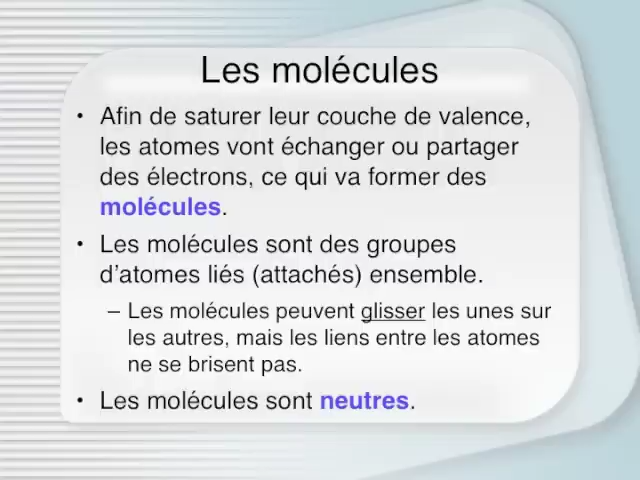 Les molécules
• Afin de saturer leur couche de valence,
les atomes vont échanger ou partager
des électrons, ce qui va former des
molécules.
• Les molécules sont des groupes
d’atomes liés (attachés) ensemble.
– Les molécules peuvent glisser les unes sur
les autres, mais les liens entre les atomes
ne se brisent pas.
• Les molécules sont neutres.